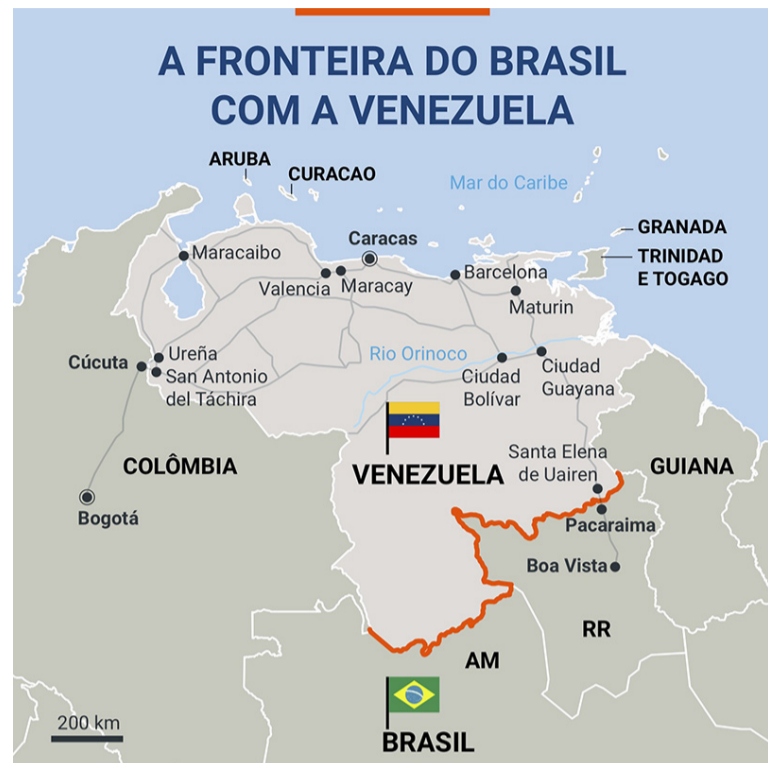 A FRONTEIRA DO BRASIL
COM A VENEZUELA
ARUBA
CURACAO
Mar do Caribe
GRANADA
TRINIDAD
E TOGAGO
Caracas
Maracaibo
Valencia
Maracay
Barcelona
Maturin
Cúcuta
Ureña
San Antonio
del Táchira
Rio Orinoco
Ciudad
Bolívar
Ciudad
Guayana
VENEZUELA
Santa Elena
de Uairen
COLÔMBIA
GUIANA
Bogotá
Pacaraima
Boa Vista
RR
AM
200 km
BRASIL